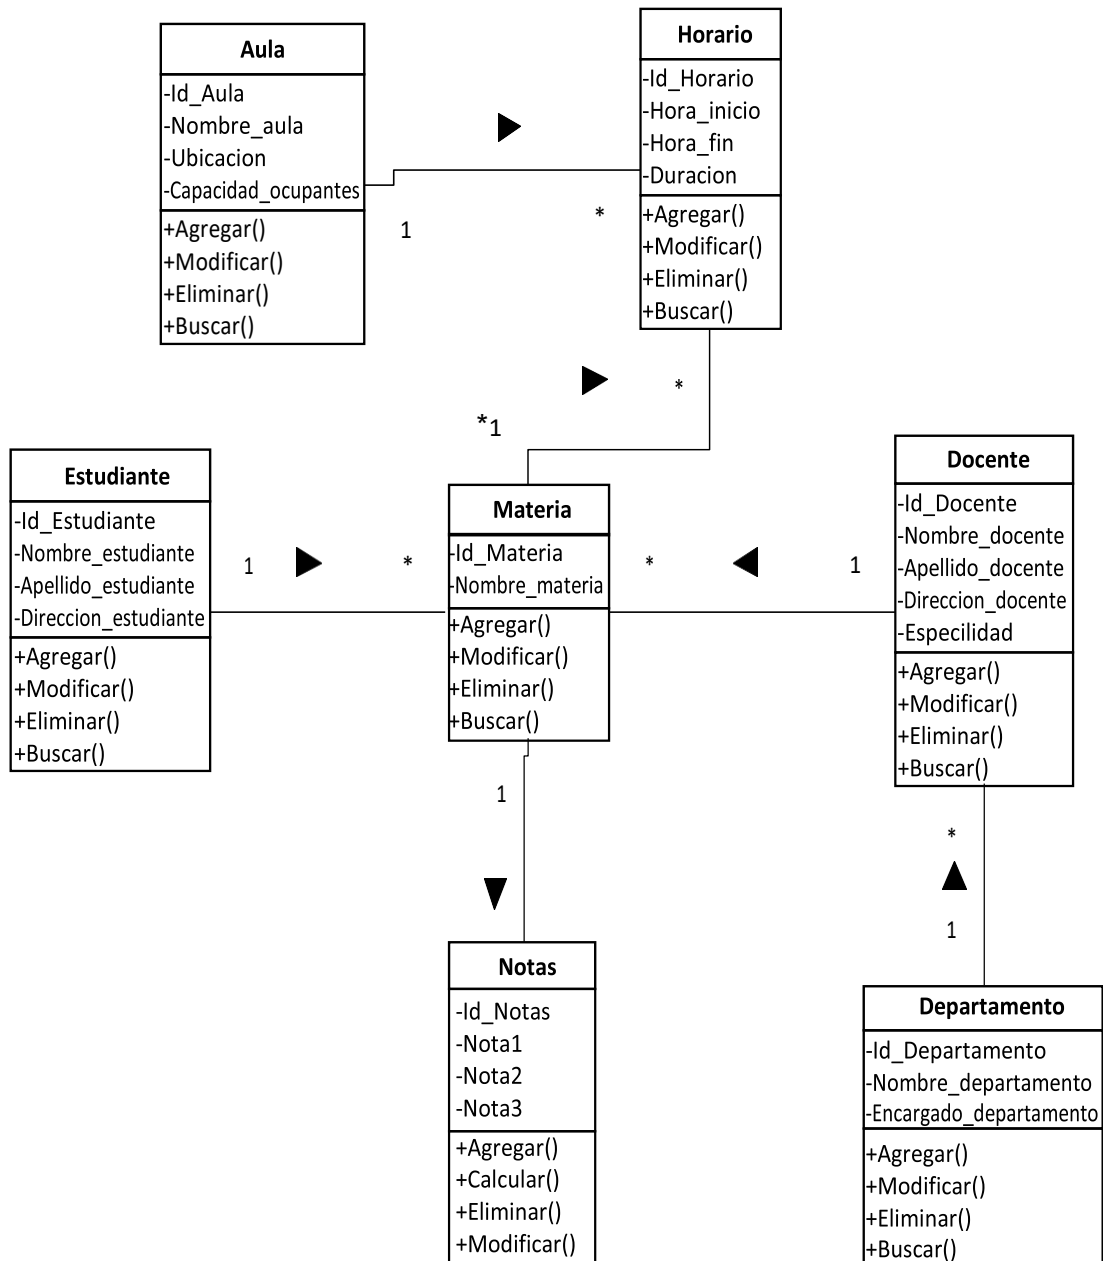 Aula
-Id_Aula
-Nombre_aula
-Ubicacion
-Capacidad_ocupantes
+Agregar()
+Modificar()
+Eliminar()
+Buscar()
1
*
Horario
-Id_Horario
-Hora_inicio
-Hora_fin
-Duracion
+Agregar()
+Modificar()
+Eliminar()
+Buscar()
*
*1
Estudiante
-Id_Estudiante
-Nombre_estudiante
-Apellido_estudiante
-Direccion_estudiante
+Agregar()
+Modificar()
+Eliminar()
+Buscar()
1
*
Materia
-Id_Materia
-Nombre_materia
+Agregar()
+Modificar()
+Eliminar()
+Buscar()
*
1
Docente
-Id_Docente
-Nombre_docente
-Apellido_docente
-Direccion_docente
-Especilidad
+Agregar()
+Modificar()
+Eliminar()
+Buscar()
1
*
1
Notas
-Id_Notas
-Nota1
-Nota2
-Nota3
+Agregar()
+Calcular()
+Eliminar()
+Modificar()
Departamento
-Id_Departamento
-Nombre_departamento
-Encargado_departamento
+Agregar()
+Modificar()
+Eliminar()
+Buscar()